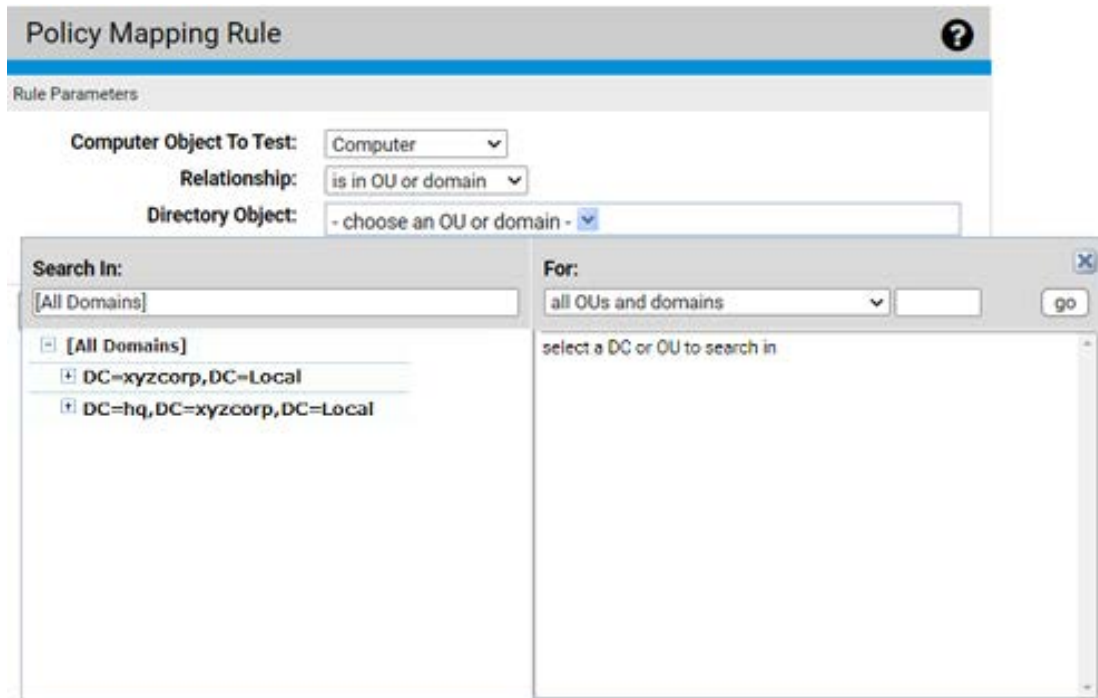 Policy Mapping Rule ?
Rule Parameters
Computer Object To Test: Computer
Relationship: is in OU or domain
Directory Object: - choose an OU or domain -
Search In: For:
[All Domains] all OUs and domains go
[All Domains] select a DC or OU to search in
DC=xyzcorp,DC=Local
DC=hq,DC=xyzcorp,DC=Local